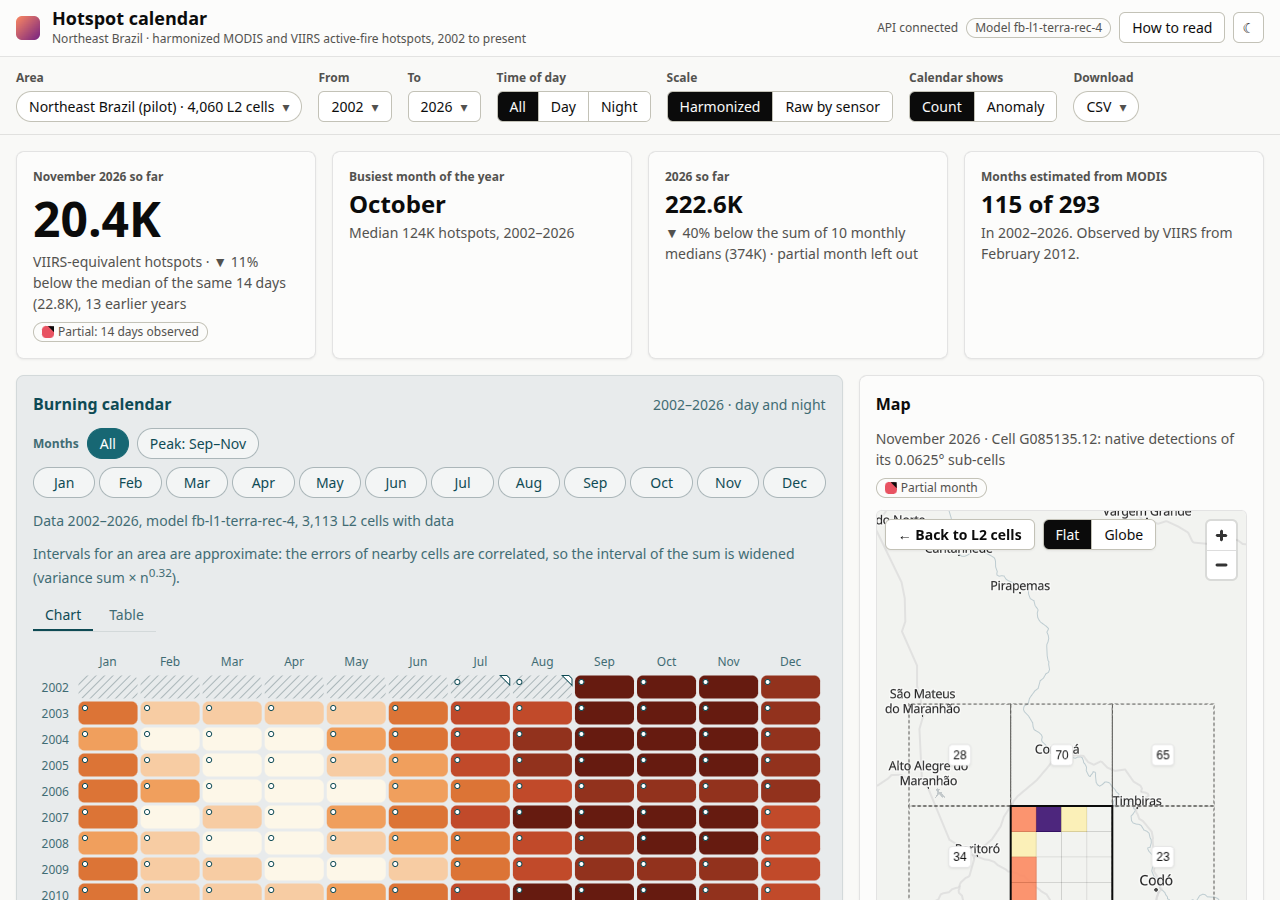 Hotspot calendar
Northeast Brazil · harmonized MODIS and VIIRS active-fire hotspots, 2002 to present
API connected
Model fb-l1-terra-rec-4
How to read
Area
Northeast Brazil (pilot) · 4,060 L2 cells ▾
From
2002 ▾
To
2026 ▾
Time of day
All Day Night
Scale
Harmonized Raw by sensor
Calendar shows
Count Anomaly
Download
CSV ▾
November 2026 so far
20.4K
VIIRS-equivalent hotspots · ▼ 11%
below the median of the same 14 days
(22.8K), 13 earlier years
Partial: 14 days observed
Busiest month of the year
October
Median 124K hotspots, 2002–2026
2026 so far
222.6K
▼ 40% below the sum of 10 monthly
medians (374K) · partial month left out
Months estimated from MODIS
115 of 293
In 2002–2026. Observed by VIIRS from
February 2012.
Burning calendar
2002–2026 · day and night
Months All Peak: Sep–Nov
Jan Feb Mar Apr May Jun Jul Aug Sep Oct Nov Dec
Data 2002–2026, model fb-l1-terra-rec-4, 3,113 L2 cells with data
Intervals for an area are approximate: the errors of nearby cells are correlated, so the interval of the sum is widened
(variance sum × n0.32).
Chart Table
Jan Feb Mar Apr May Jun Jul Aug Sep Oct Nov Dec
2002
2003
2004
2005
2006
2007
2008
2009
2010
Map
November 2026 · Cell G085135.12: native detections of
its 0.0625° sub-cells
Partial month
do Norte
Vargem Grande
← Back to L2 cells
Flat Globe
+
−
Cantanhede
Pirapemas
São Mateus
do Maranhão
28
70
65
Alto Alegre do
Maranhão
Timbiras
34
23
Codó